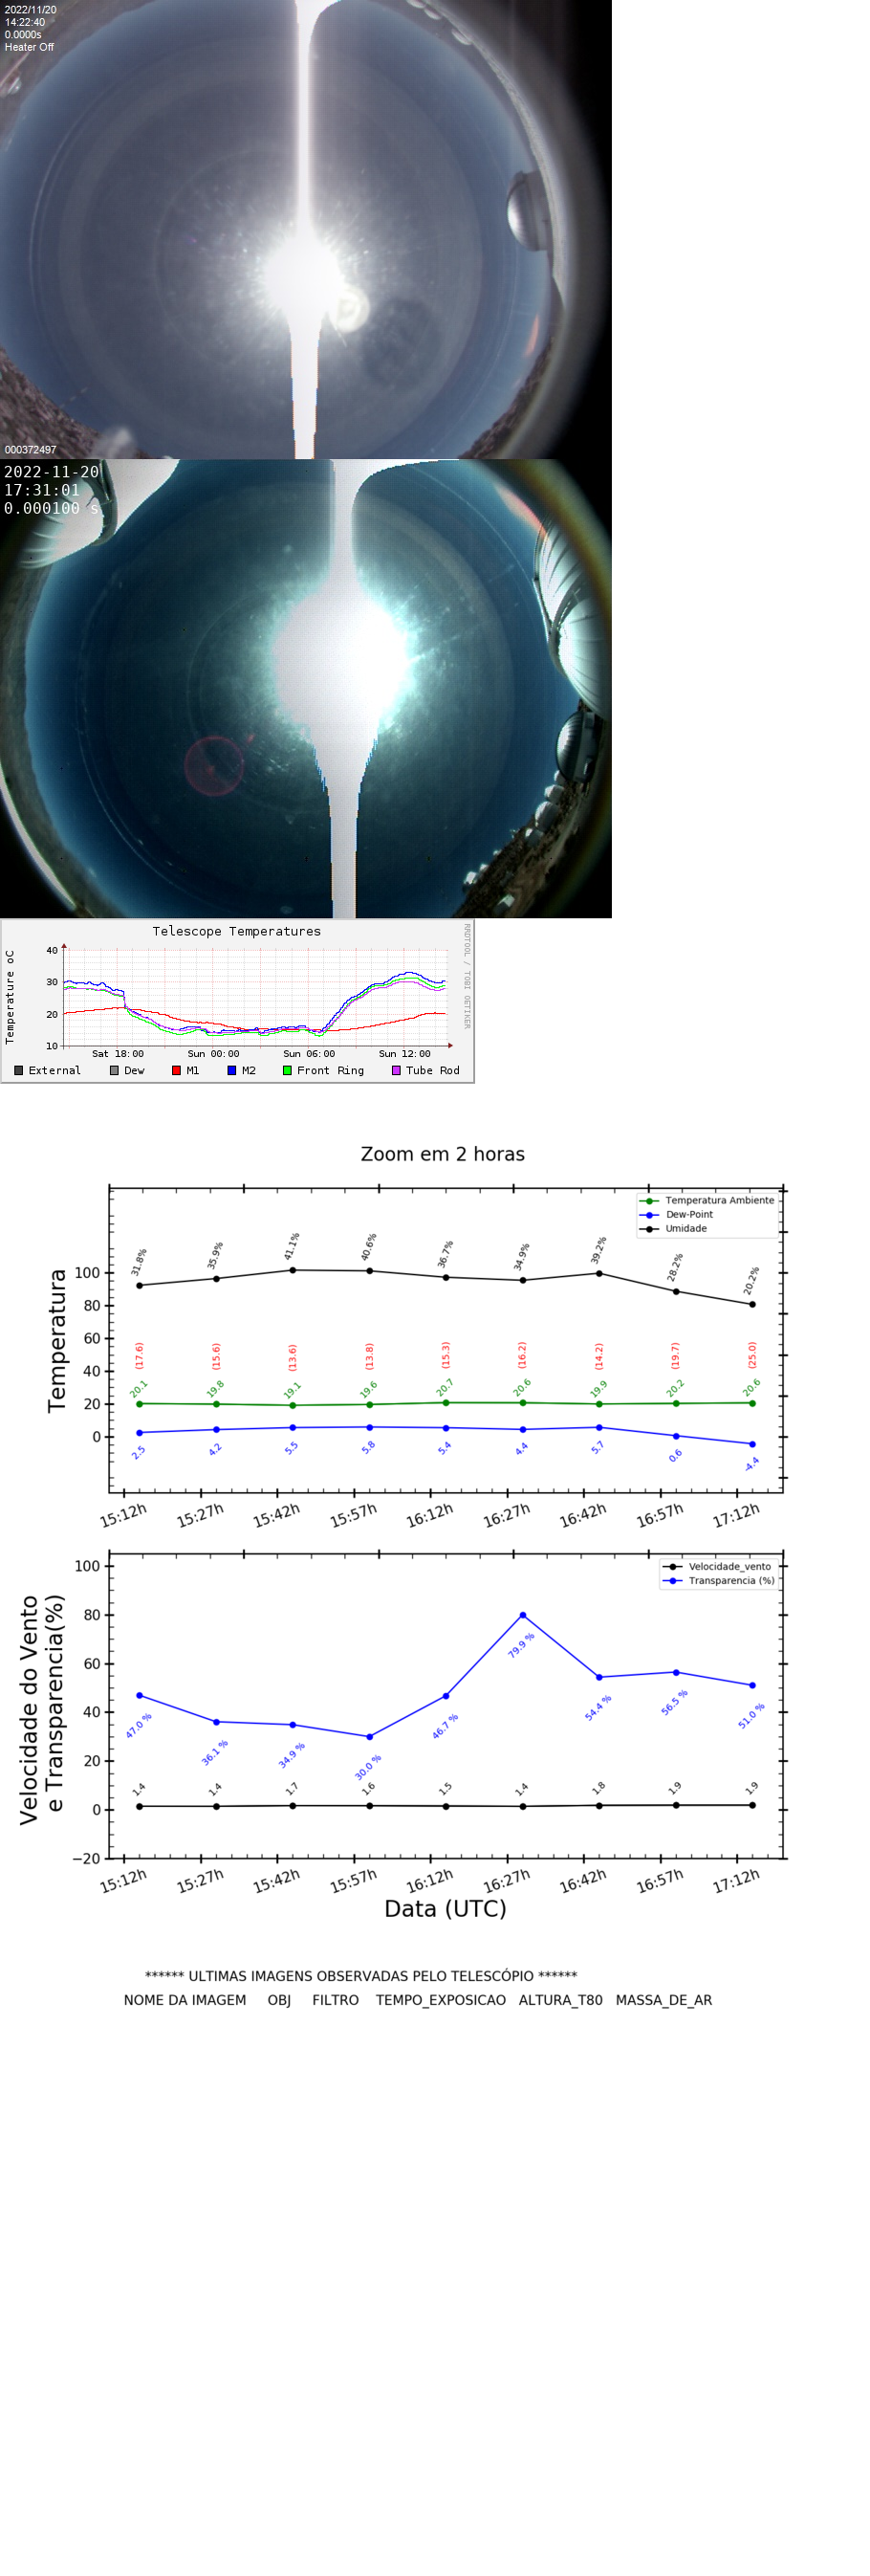 2022/11/20
14:22:40
0.0000s
Heater Off
000372497
2022-11-20
17:31:01
0.000100 s
Telescope Temperatures
RRDTOOL / TOBI OETIKER
Temperature oC
40
30
20
10
Sat 18:00 Sun 00:00 Sun 06:00 Sun 12:00
External Dew M1 M2 Front Ring Tube Rod
Zoom em 2 horas
Temperatura Ambiente
Dew-Point
Umidade
Temperatura
100
80
60
40
20
0
31.8% 35.9% 41.1% 40.6% 36.7% 34.9% 39.2% 28.2% 20.2%
(17.6) (15.6) (13.6) (13.8) (15.3) (16.2) (14.2) (19.7) (25.0)
20.1 19.8 19.1 19.6 20.7 20.6 19.9 20.2 20.6
2.5 4.2 5.5 5.8 5.4 4.4 5.7 0.6 -4.4
15:12h 15:27h 15:42h 15:57h 16:12h 16:27h 16:42h 16:57h 17:12h
Velocidade_vento
Transparencia (%)
Velocidade do Vento
e Transparencia(%)
100
80
60
40
20
0
−20
47.0 % 36.1 % 34.9 % 30.0 % 46.7 % 79.9 % 54.4 % 56.5 % 51.0 %
1.4 1.4 1.7 1.6 1.5 1.4 1.8 1.9 1.9
15:12h 15:27h 15:42h 15:57h 16:12h 16:27h 16:42h 16:57h 17:12h
Data (UTC)
****** ULTIMAS IMAGENS OBSERVADAS PELO TELESCÓPIO ******
NOME DA IMAGEM OBJ FILTRO TEMPO_EXPOSICAO ALTURA_T80 MASSA_DE_AR